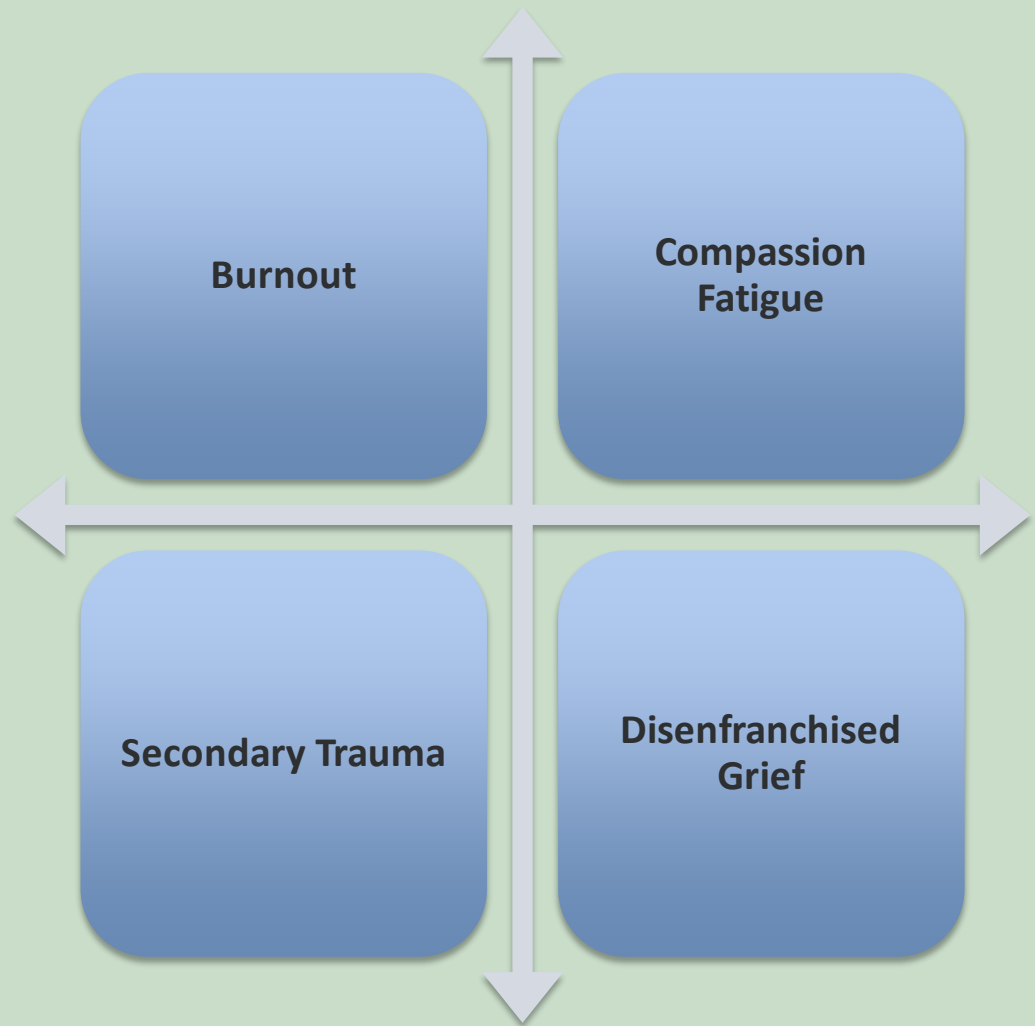 Burnout
Compassion
Fatigue
Secondary Trauma
Disenfranchised
Grief